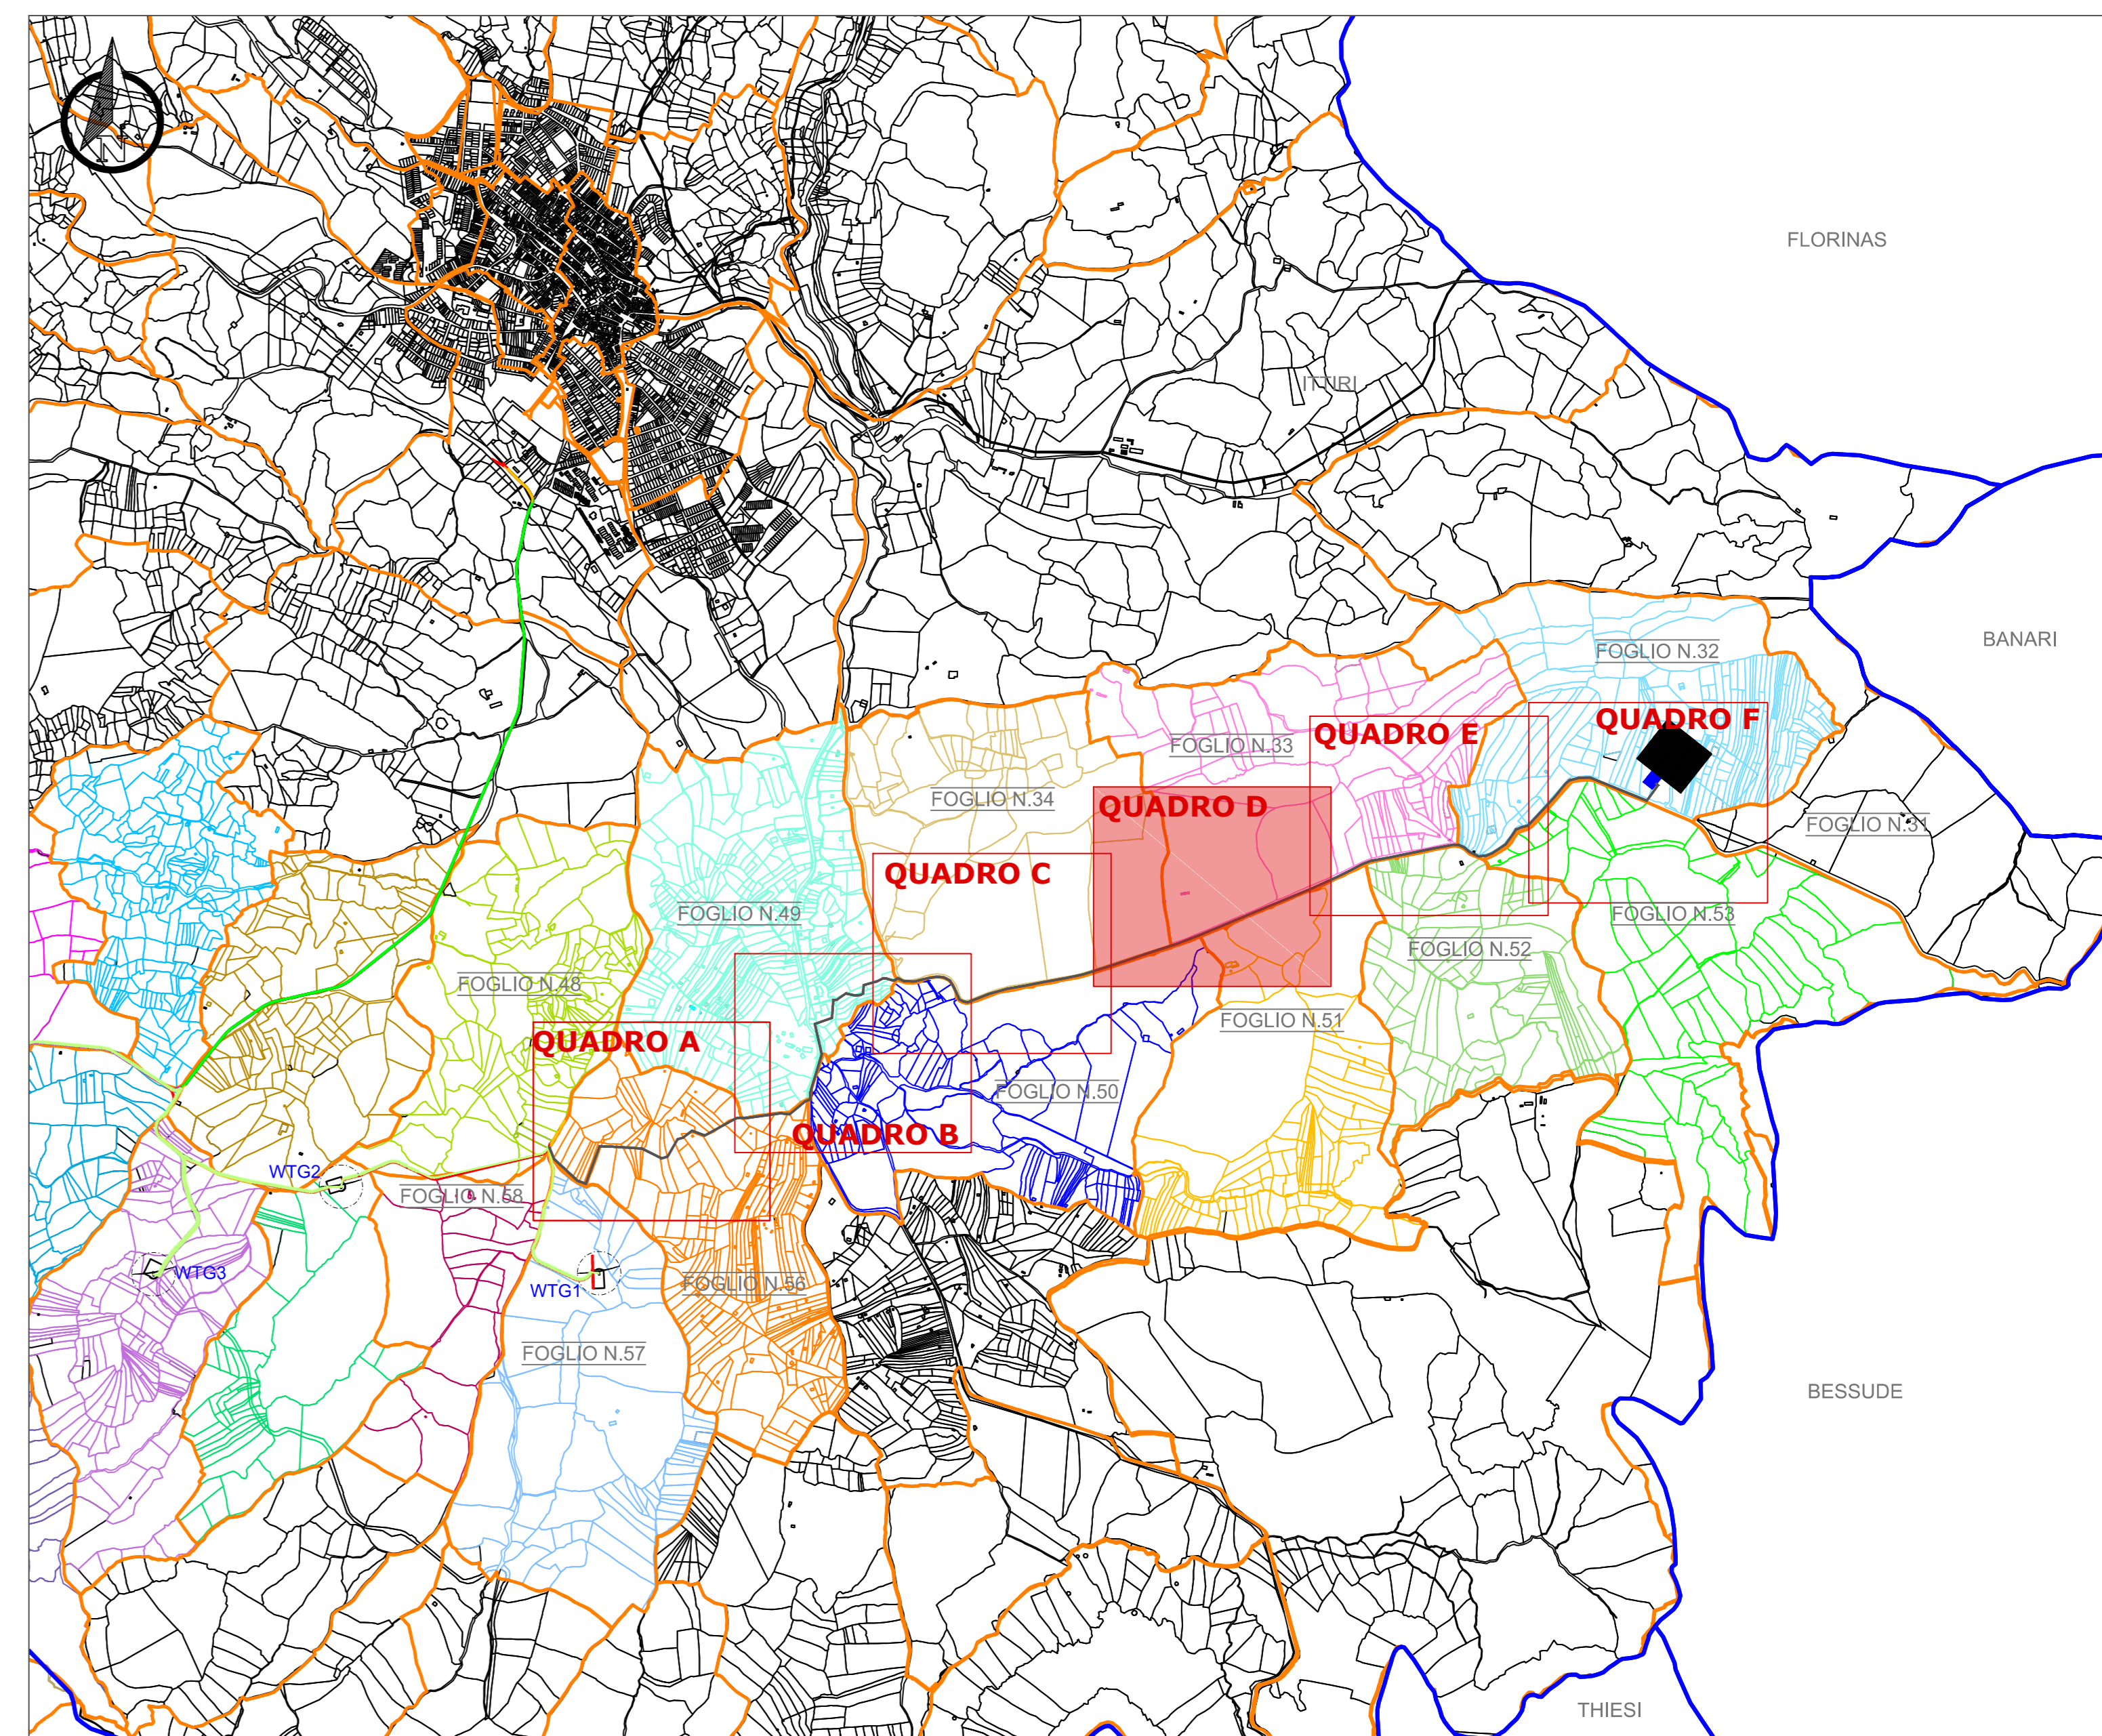 N
FLORINAS
ITTIRI
BANARI
FOGLIO N.32
QUADRO F
QUADRO E
FOGLIO N.33
FOGLIO N.34
QUADRO D
FOGLIO N.31
QUADRO C
FOGLIO N.49
FOGLIO N.53
FOGLIO N.52
FOGLIO N.48
FOGLIO N.51
QUADRO A
FOGLIO N.50
QUADRO B
WTG2
FOGLIO N.58
WTG3
WTG1
FOGLIO N.56
FOGLIO N.57
BESSUDE
THIESI